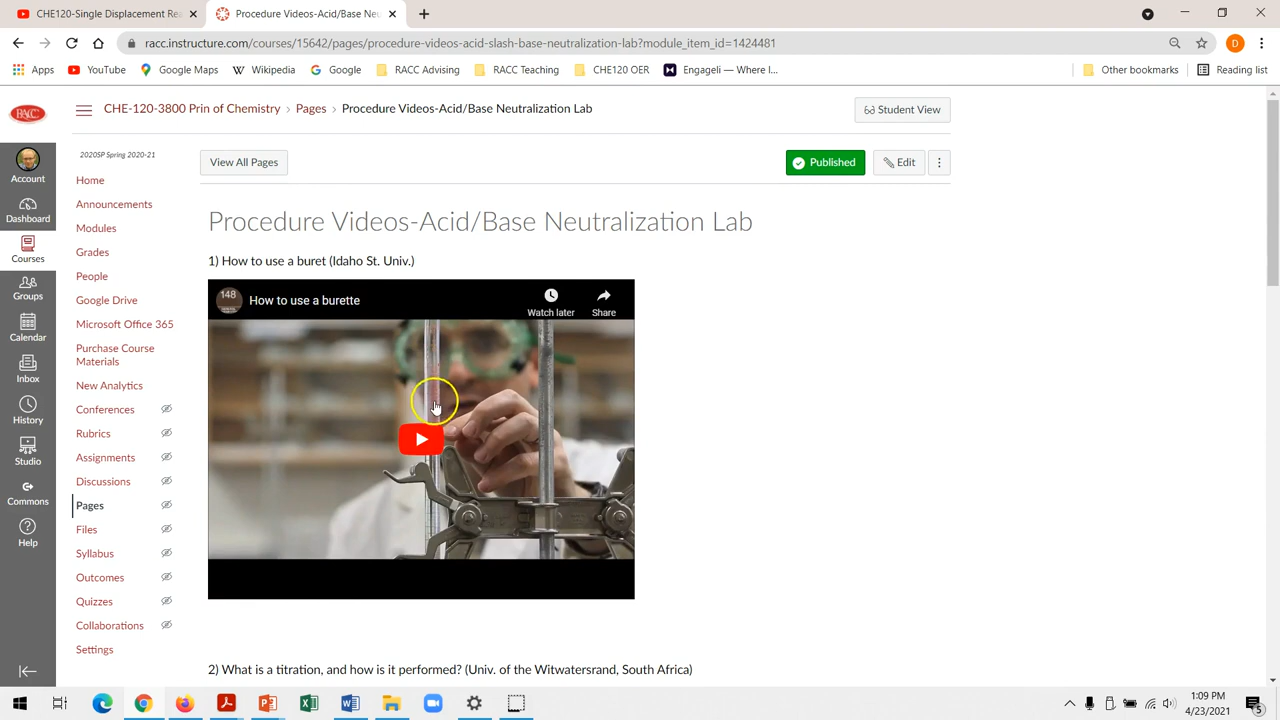 CHE120-Single Displacement Rea
Procedure Videos-Acid/Base Neu
racc.instructure.com/courses/15642/pages/procedure-videos-acid-slash-base-neutralization-lab?module_item_id=1424481
D
Apps YouTube Google Maps Wikipedia Google RACC Advising RACC Teaching CHE120 OER Engageli — Where l... Other bookmarks Reading list
RACC
CHE-120-3800 Prin of Chemistry > Pages > Procedure Videos-Acid/Base Neutralization Lab
Student View
2020SP Spring 2020-21
View All Pages
Published
Edit
Account
Dashboard
Courses
Groups
Calendar
Inbox
History
Studio
Commons
Help
Home
Announcements
Modules
Grades
People
Google Drive
Microsoft Office 365
Purchase Course
Materials
New Analytics
Conferences
Rubrics
Assignments
Discussions
Pages
Files
Syllabus
Outcomes
Quizzes
Collaborations
Settings
Procedure Videos-Acid/Base Neutralization Lab
1) How to use a buret (Idaho St. Univ.)
148
How to use a burette
Watch later
Share
2) What is a titration, and how is it performed? (Univ. of the Witwatersrand, South Africa)
1:09 PM
4/23/2021
5